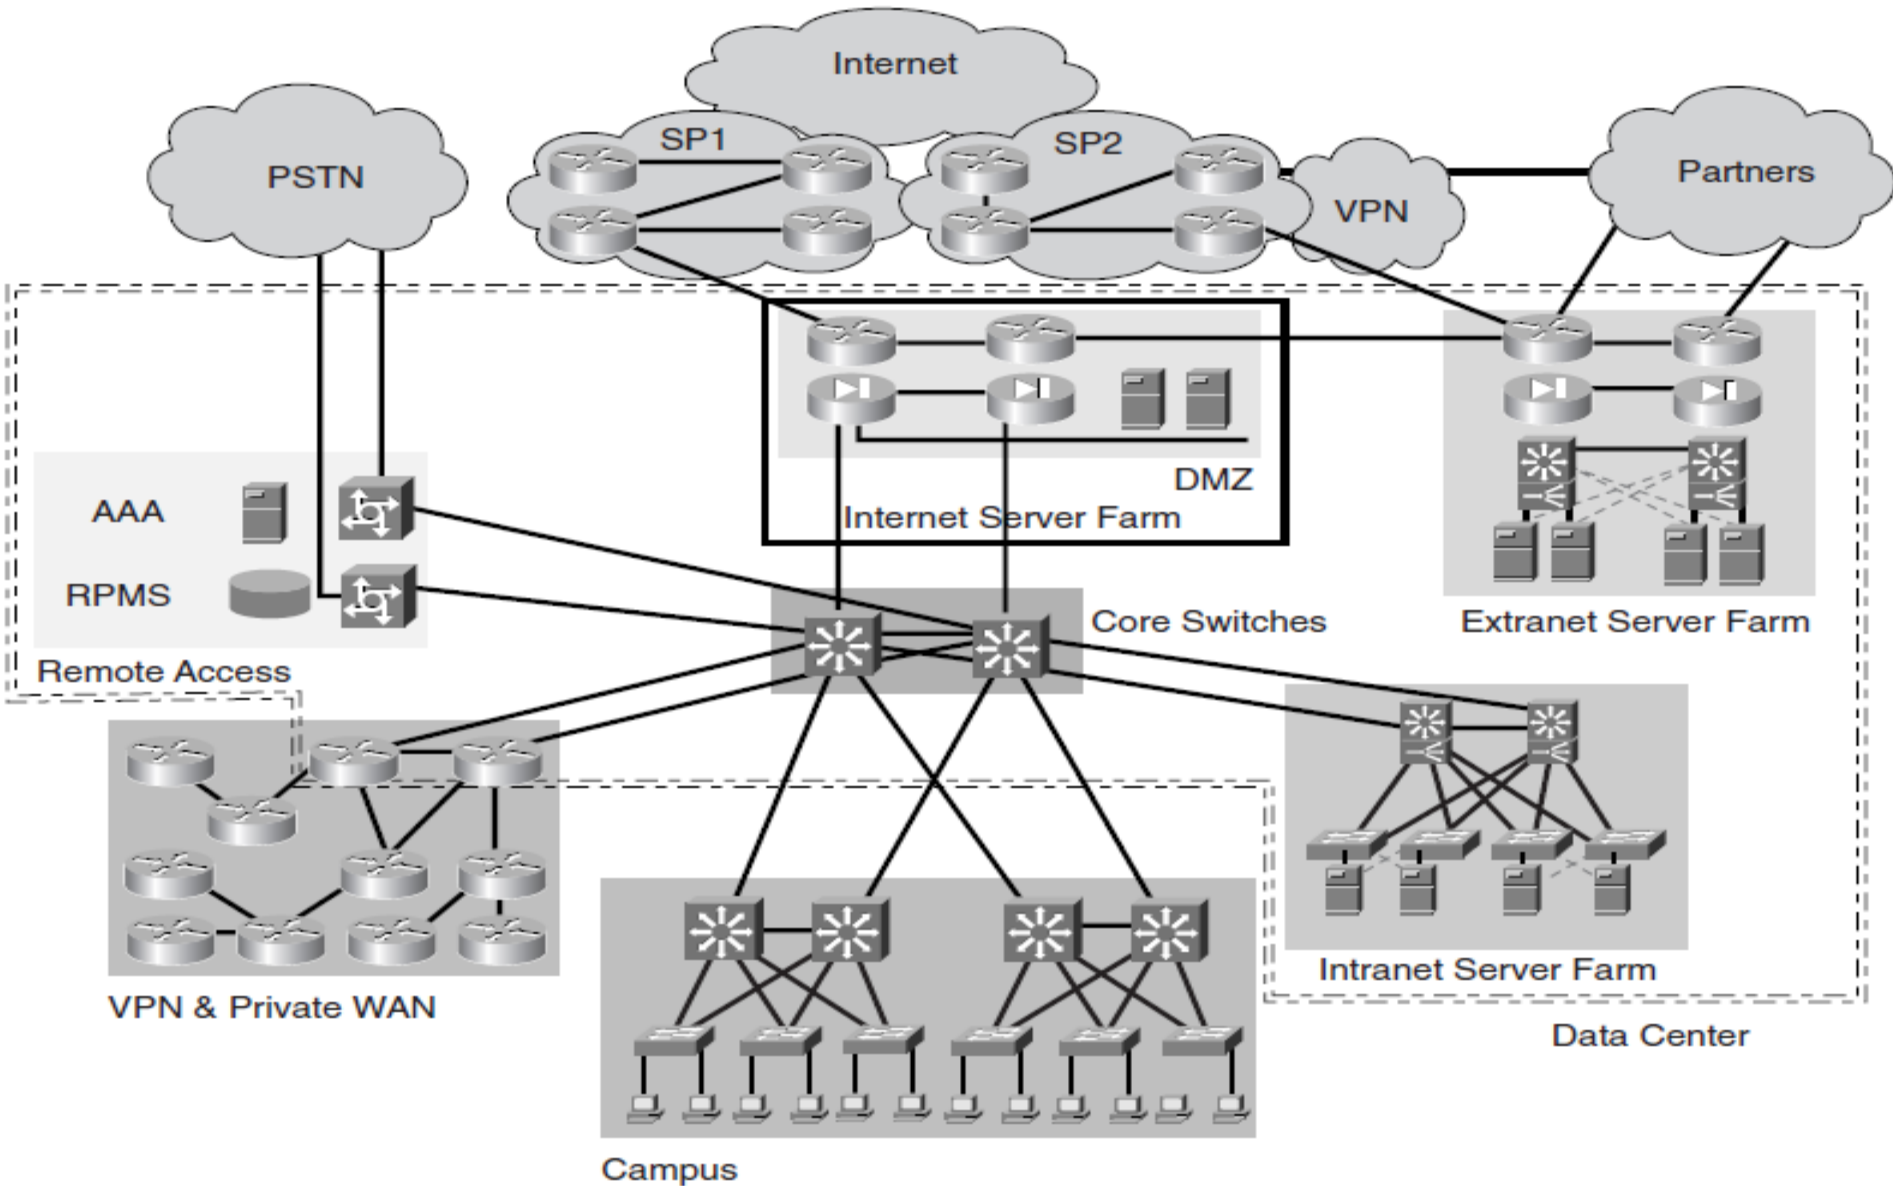 Internet
SP1
SP2
PSTN
Partners
VPN
DMZ
AAA
Internet Server Farm
RPMS
Core Switches
Extranet Server Farm
Remote Access
Intranet Server Farm
VPN & Private WAN
Data Center
Campus